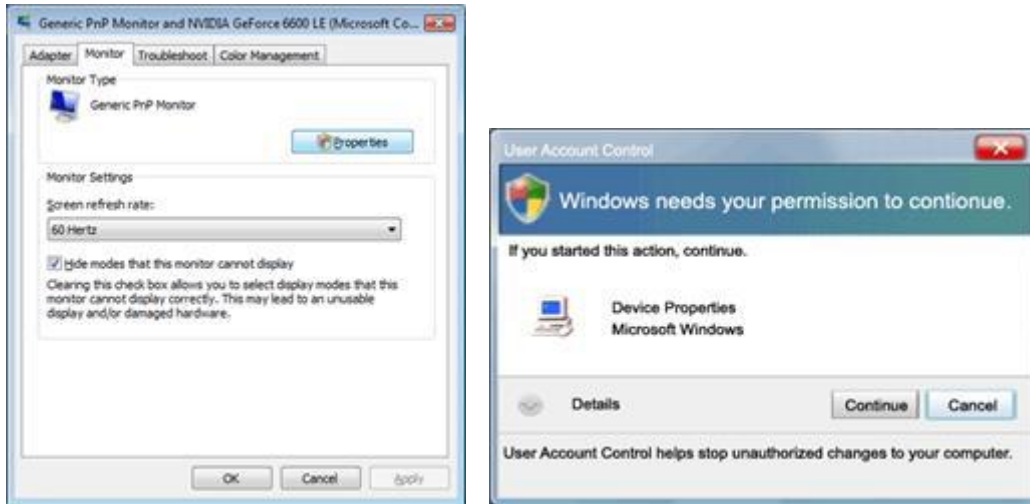 Generic PnP Monitor and NVIDIA GeForce 6600 LE (Microsoft Co...
Adapter Monitor Troubleshoot Color Management
Monitor Type
Generic PnP Monitor
Properties
Monitor Settings
Screen refresh rate:
60 Hertz
Hide modes that this monitor cannot display
Clearing this check box allows you to select display modes that this
monitor cannot display correctly. This may lead to an unusable
display and/or damaged hardware.
OK Cancel Apply
User Account Control
Windows needs your permission to contionue.
If you started this action, continue.
Device Properties
Microsoft Windows
Details Continue Cancel
User Account Control helps stop unauthorized changes to your computer.